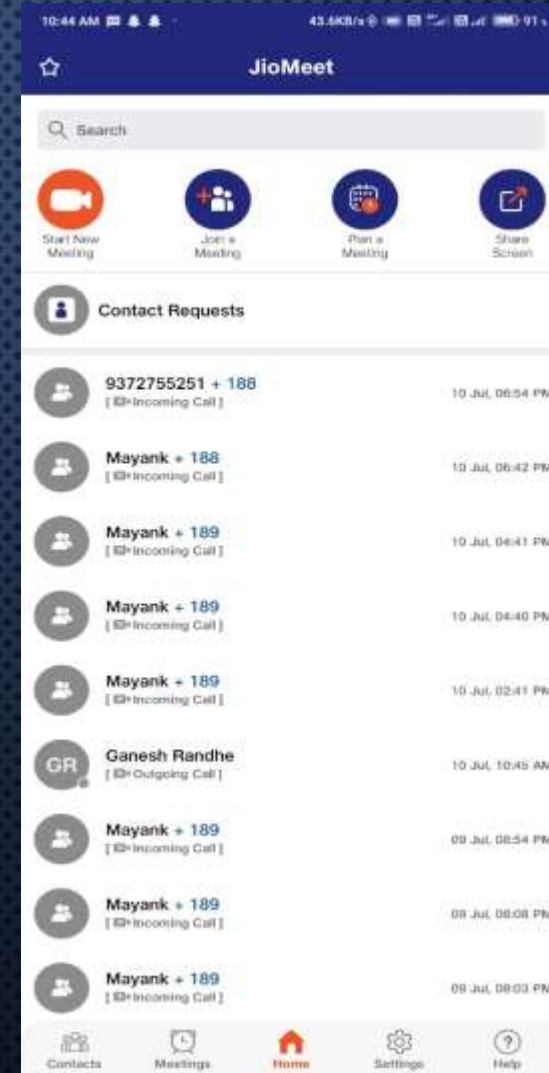 10:44 AM 43.6KB/s 91
JioMeet
Search
Start New Meeting
Join a Meeting
Plan a Meeting
Share Screen
Contact Requests
9372755251 + 188 10 Jul, 06:54 PM
[ Incoming Call ]
Mayank + 188 10 Jul, 06:42 PM
[ Incoming Call ]
Mayank + 189 10 Jul, 04:41 PM
[ Incoming Call ]
Mayank + 189 10 Jul, 04:40 PM
[ Incoming Call ]
Mayank + 189 10 Jul, 02:41 PM
[ Incoming Call ]
GR Ganesh Randhe 10 Jul, 10:45 AM
[ Outgoing Call ]
Mayank + 189 09 Jul, 08:54 PM
[ Incoming Call ]
Mayank + 189 09 Jul, 08:08 PM
[ Incoming Call ]
Mayank + 189 09 Jul, 08:03 PM
[ Incoming Call ]
Contacts Meetings Home Settings Help